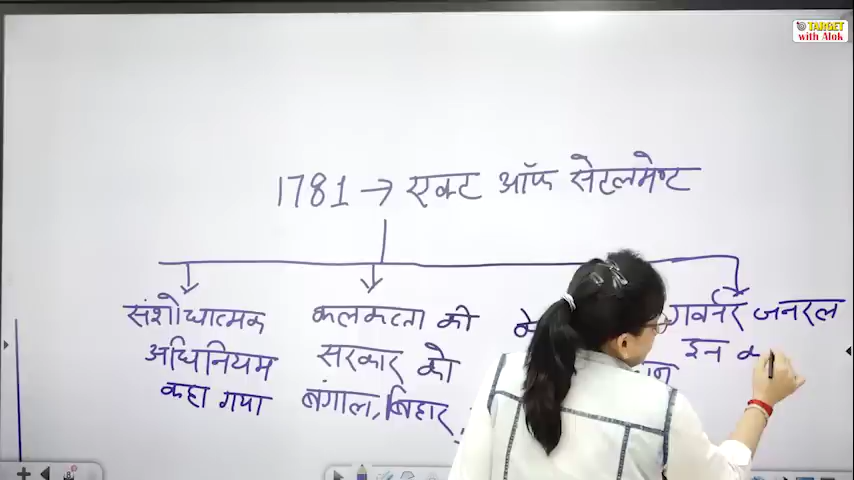 TARGET
with Alok
1781 → एक्ट ऑफ सेटलमेण्ट
संशोधात्मक
अधिनियम
कहा गया
कलकत्ता की
सरकार को
बंगाल, बिहार,
गवर्नर जनरल
इन